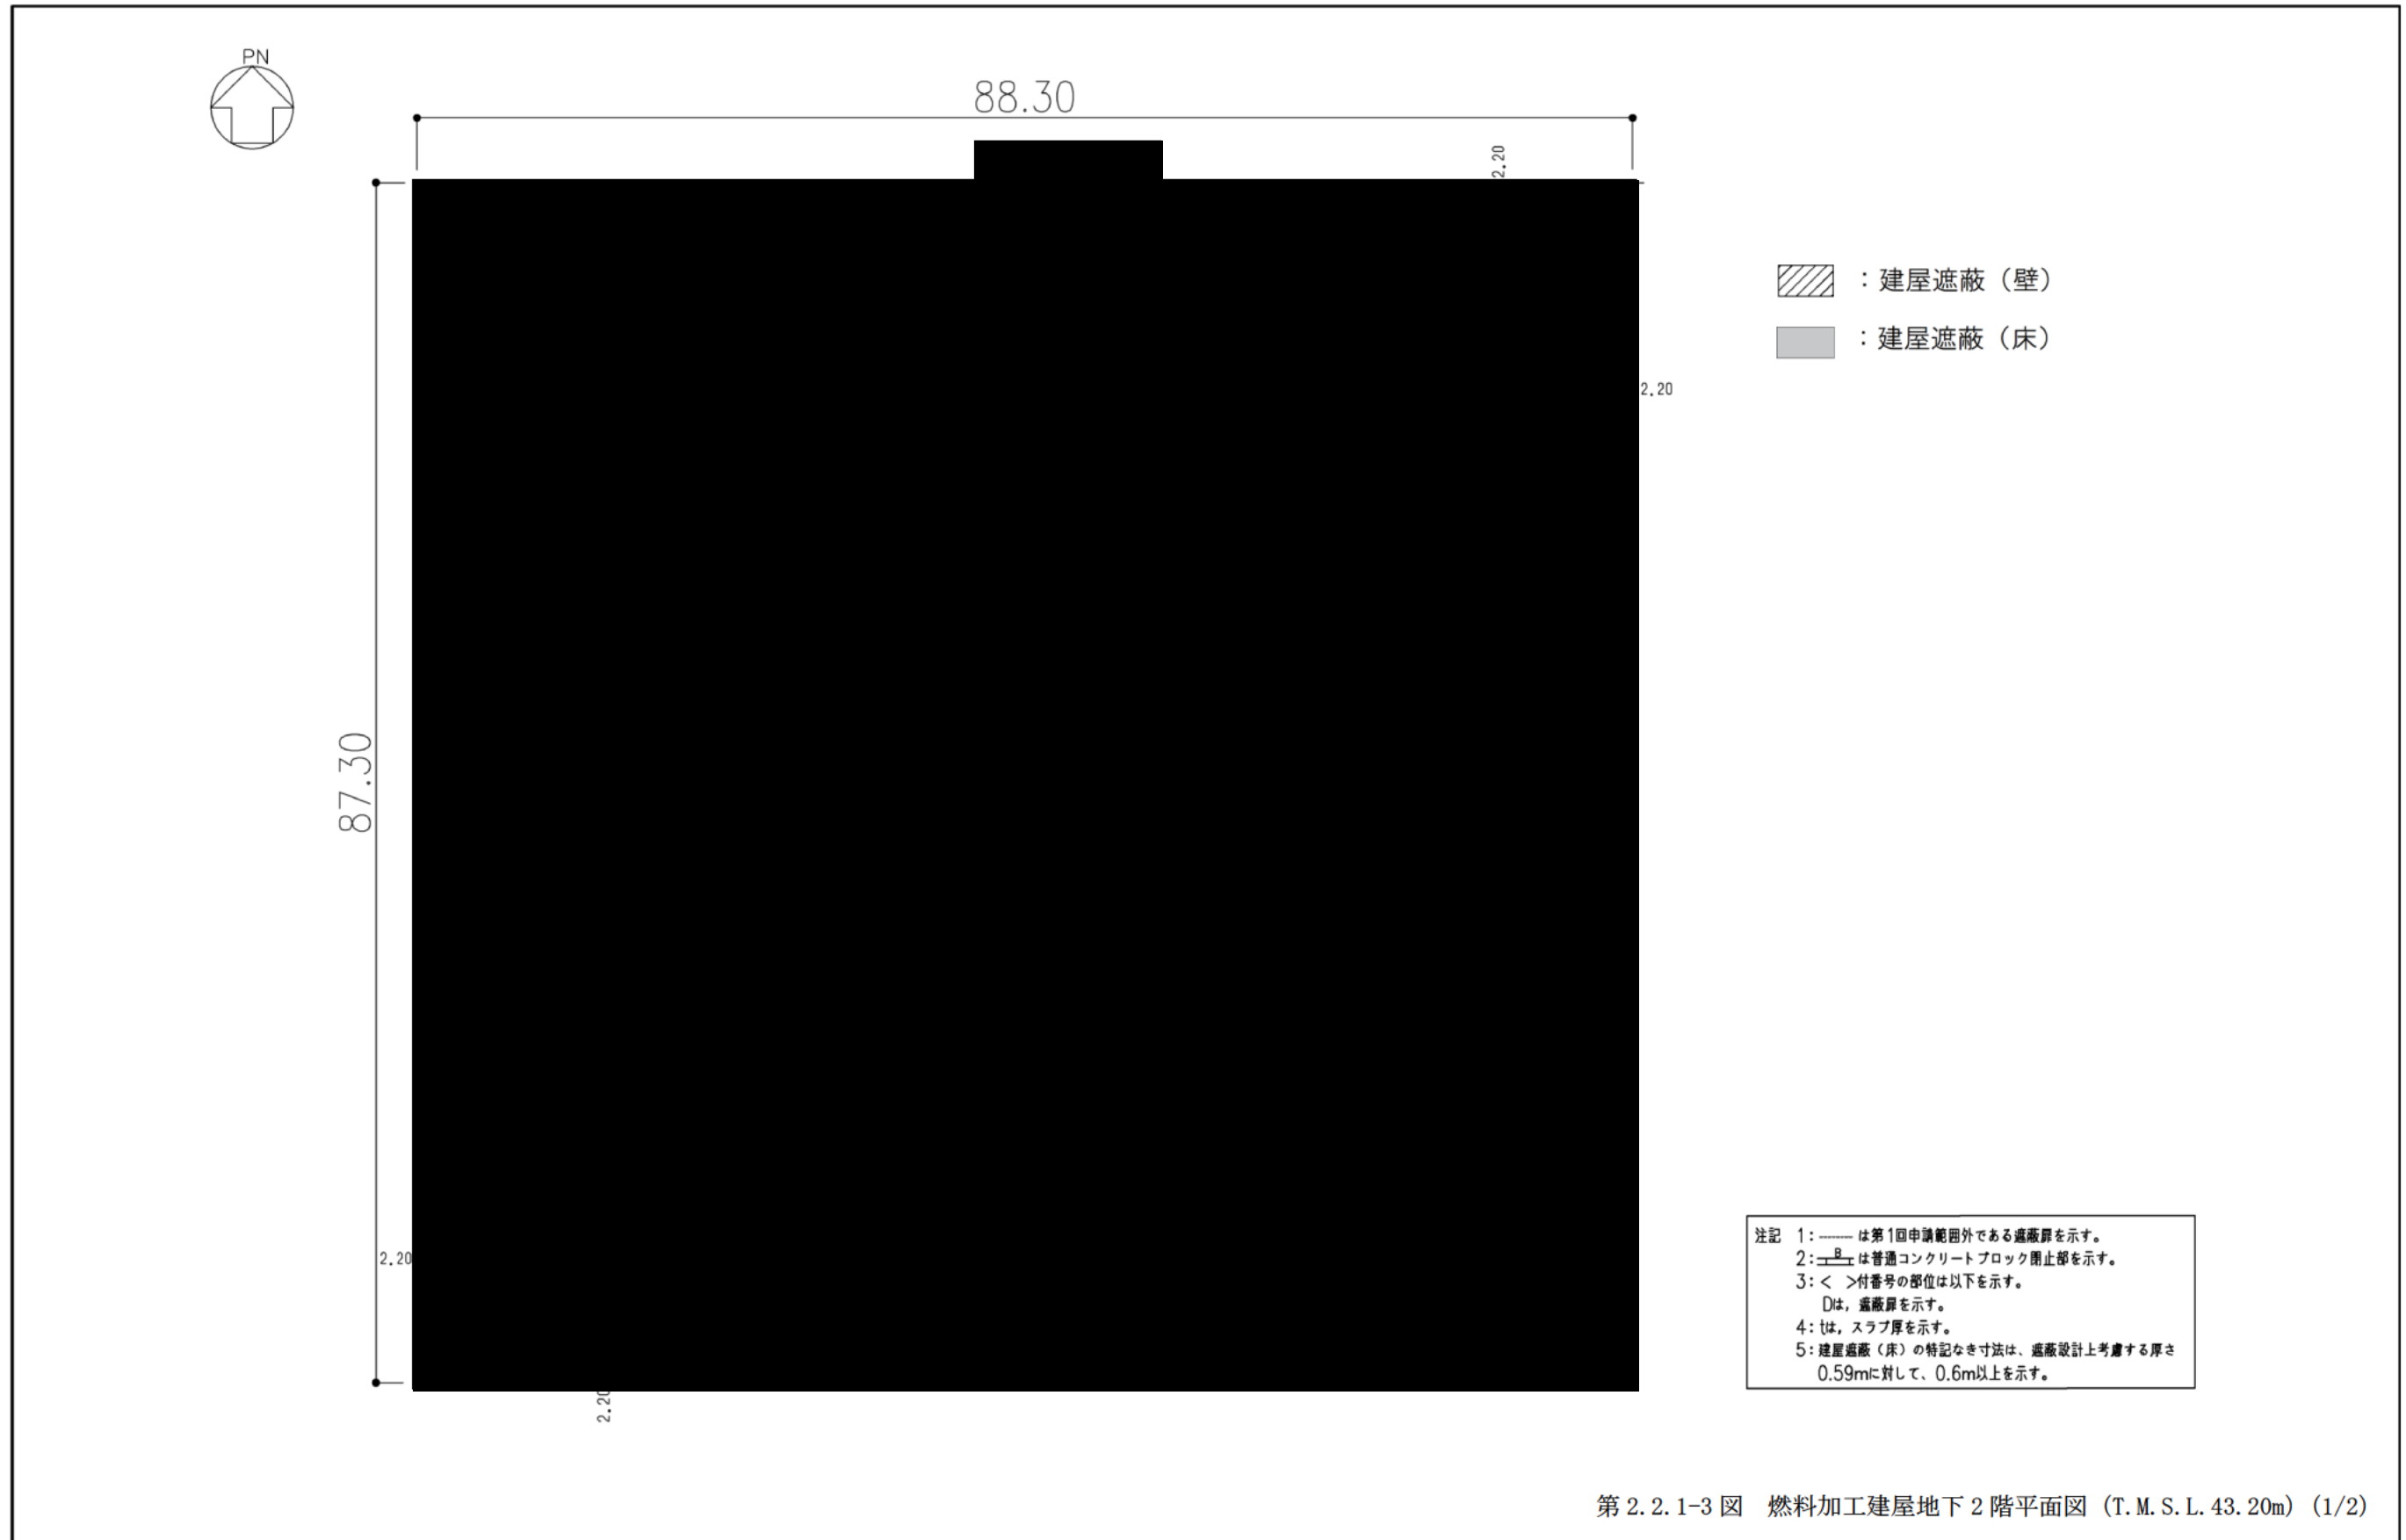 PN
88.30
2.20
:建屋遮蔽(壁)
:建屋遮蔽(床)
2.20
87.30
2.20
2.20
注記 1:------は第1回申請範囲外である遮蔽扉を示す。
2: B は普通コンクリートブロック閉止部を示す。
3:< >付番号の部位は以下を示す。
Dは,遮蔽扉を示す。
4:tは,スラブ厚を示す。
5:建屋遮蔽(床)の特記なき寸法は、遮蔽設計上考慮する厚さ
0.59mに対して、0.6m以上を示す。
第 2.2.1-3 図 燃料加工建屋地下 2 階平面図 (T.M.S.L.43.20m) (1/2)